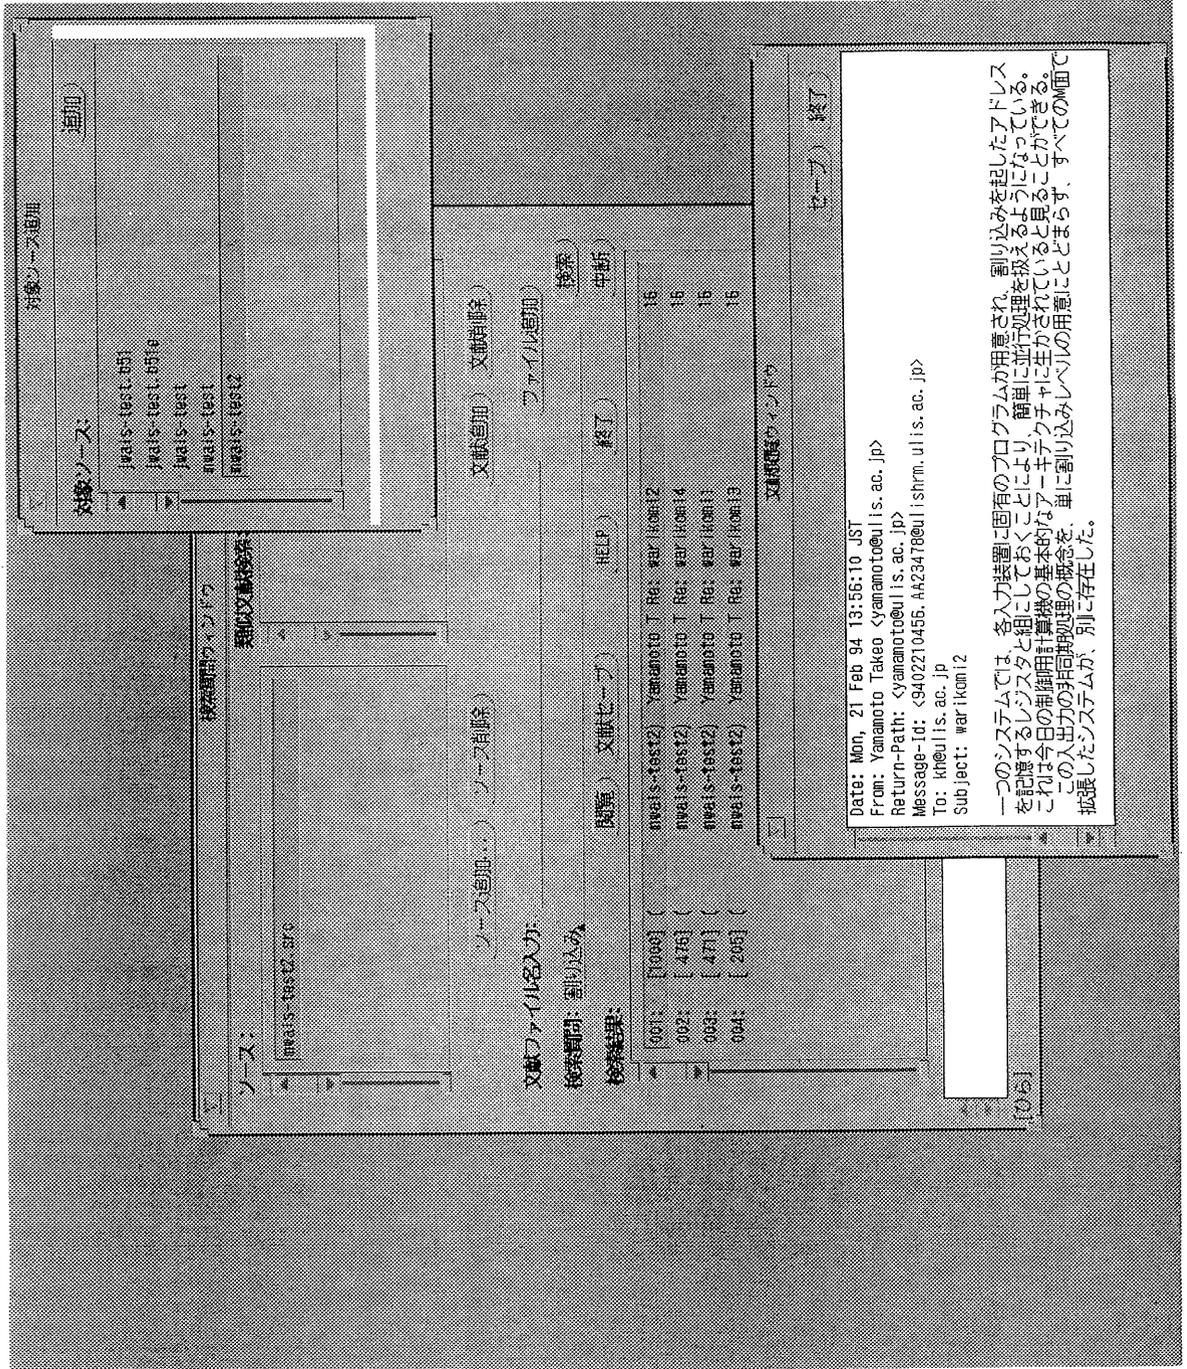 対象ソース追加
対象ソース:
追加
jwais-test
mwais-test
mwais-test2
検索質問ウィンドウ
ソース:
類似文献検索:
mwais-test2.src
ソース追加... ソース削除
文献追加 文献削除
文献ファイル名入力:
ファイル追加
検索質問: 割り込み
検索
検索結果:
閲覧 文献セーブ HELP 終了 中断
001: [1000] ( mwais-test2) Yamamoto T Re: warikomi2 16
002: [ 476] ( mwais-test2) Yamamoto T Re: warikomi4 16
003: [ 471] ( mwais-test2) Yamamoto T Re: warikomi1 16
004: [ 205] ( mwais-test2) Yamamoto T Re: warikomi3 16
[ひら]
文献閲覧ウィンドウ
セーブ 終了
Date: Mon, 21 Feb 94 13:56:10 JST
From: Yamamoto Takeo <yamamoto@ulis.ac.jp>
Return-Path: <yamamoto@ulis.ac.jp>
Message-Id: <9402210456.AA23478@ulishrm.ulis.ac.jp>
To: kh@ulis.ac.jp
Subject: warikomi2
一つのシステムでは、各入力装置に固有のプログラムが用意され、割り込みを起したアドレス
を記憶するレジスタと組にしておくことにより、簡単に並行処理を扱えるようになっている。
これは今日の制御用計算機の基本的なアーキテクチャに生かされていると見ることができる。
この入出力の非同期処理の概念を、単に割り込みレベルの用意にとどまらず、すべてのM面で
拡張したシステムが、別に存在した。